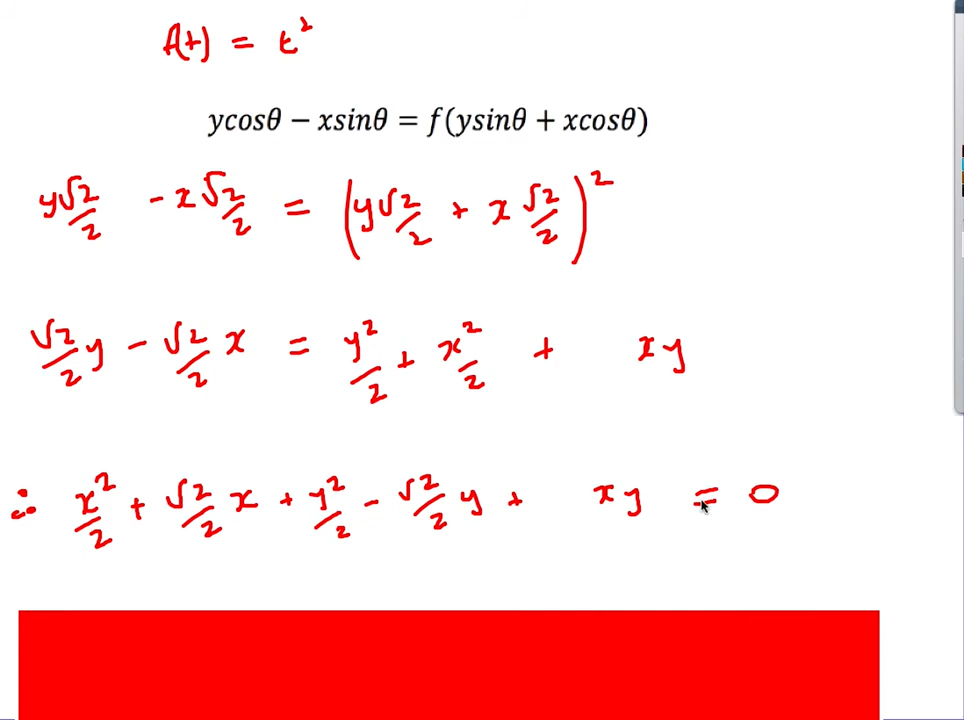 f(t) = t²
ycosθ − xsinθ = f(ysinθ + xcosθ)
y√2/2 - x√2/2 = (y√2/2 + x√2/2)²
√2/2 y - √2/2 x = y²/2 + x²/2 + xy
∴ x²/2 + √2/2 x + y²/2 - √2/2 y + xy = 0